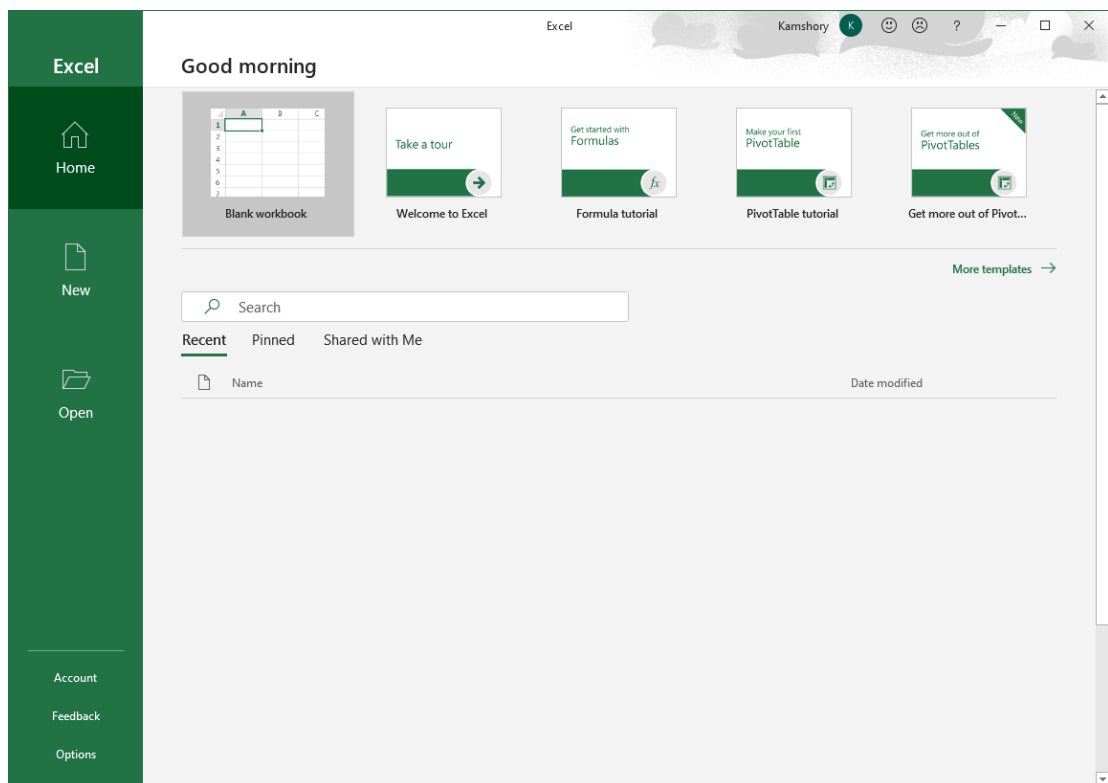 Excel
Kamshory K ?
Excel
Good morning
Home
New
Open
Account
Feedback
Options
A B C
1
2
3
4
5
6
7
Blank workbook
Take a tour
Welcome to Excel
Get started with
Formulas
fx
Formula tutorial
Make your first
PivotTable
PivotTable tutorial
New
Get more out of
PivotTables
Get more out of Pivot...
More templates
Search
Recent Pinned Shared with Me
Name Date modified